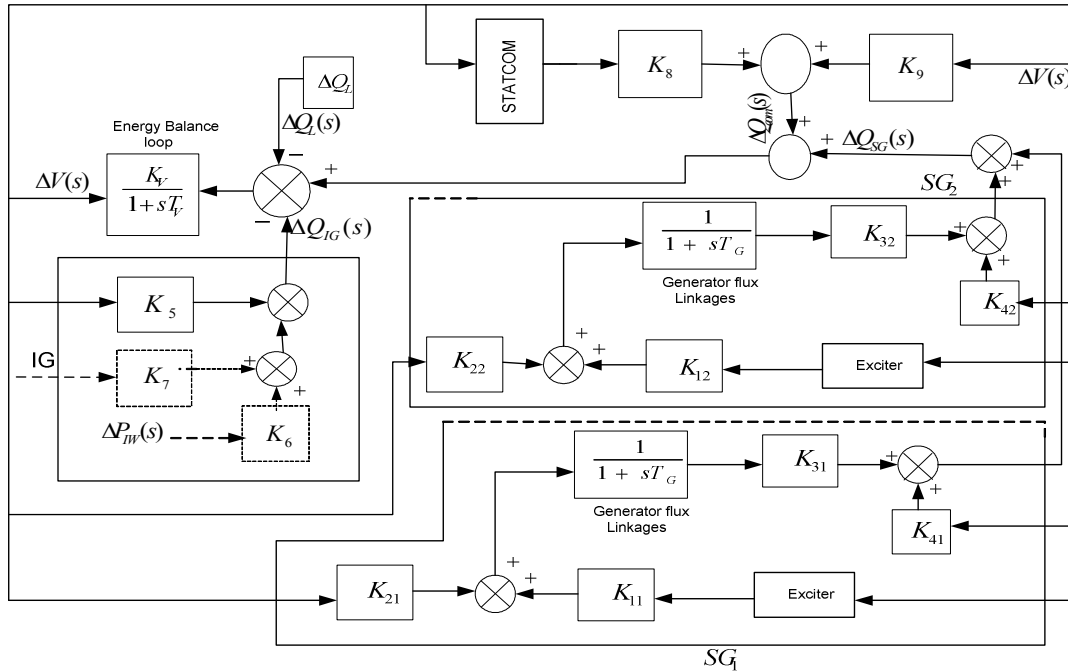 STATCOM
K8
K9
ΔV(s)
ΔQL
ΔQL(s)
ΔQcom(s)
Energy Balance
loop
ΔV(s)
KV
1+sTV
ΔQSG(s)
SG2
ΔQIG(s)
1
1 + sTG
Generator flux
Linkages
K32
K42
K5
IG
K7
K22
K12
Exciter
ΔPIW(s)
K6
1
1 + sTG
Generator flux
Linkages
K31
K41
K21
K11
Exciter
SG1